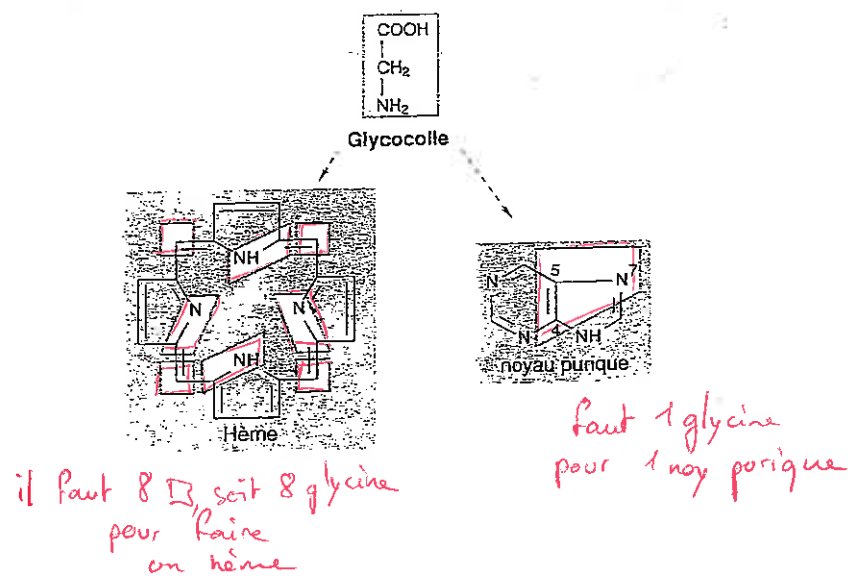 COOH
CH₂
NH₂
Glycocolle
NH
N
N
NH
Hème
5
N
N 7
N
4
NH
noyau purique
il faut 8 □, soit 8 glycine
pour faire
un hème
faut 1 glycine
pour 1 noy purique